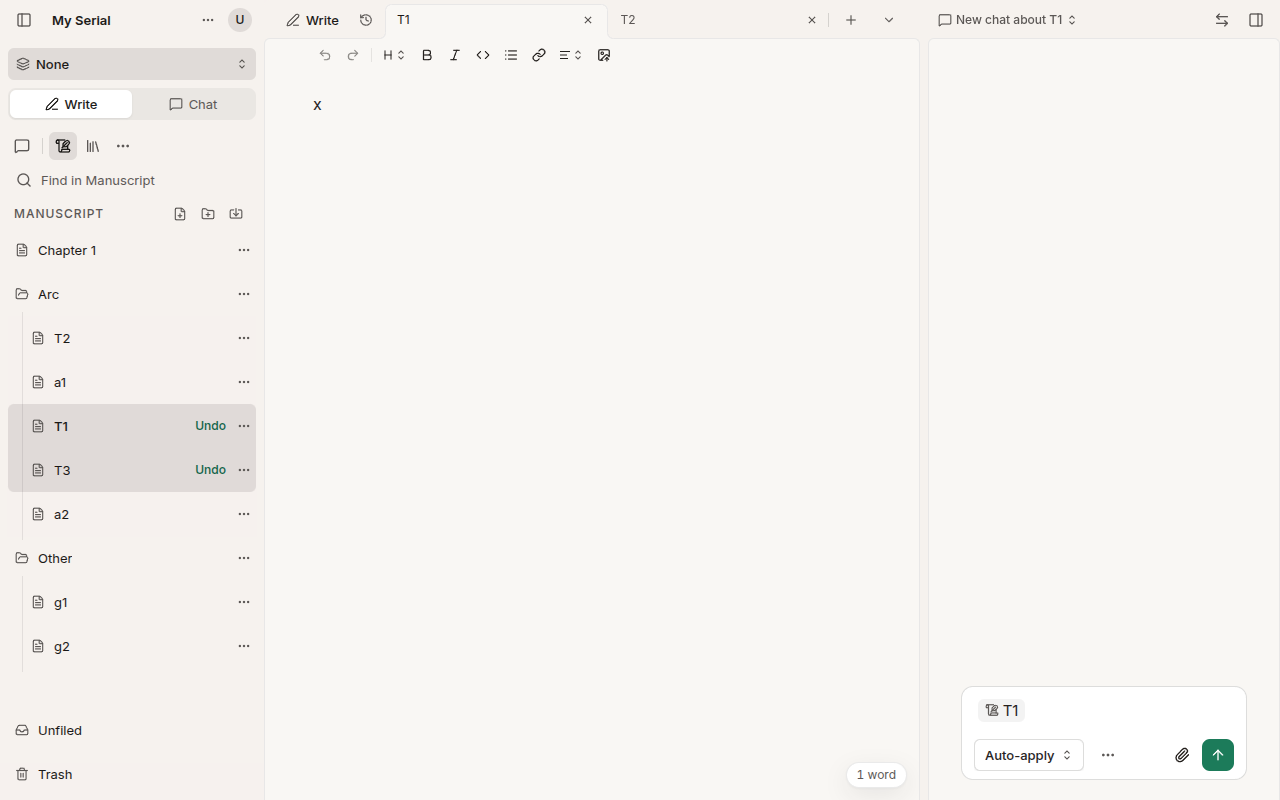 My Serial
U
None
Write
Chat
Find in Manuscript
MANUSCRIPT
Chapter 1
Arc
T2
a1
T1 Undo
T3 Undo
a2
Other
g1
g2
Unfiled
Trash
Write
T1
T2
H
B
I
x
1 word
New chat about T1
T1
Auto-apply